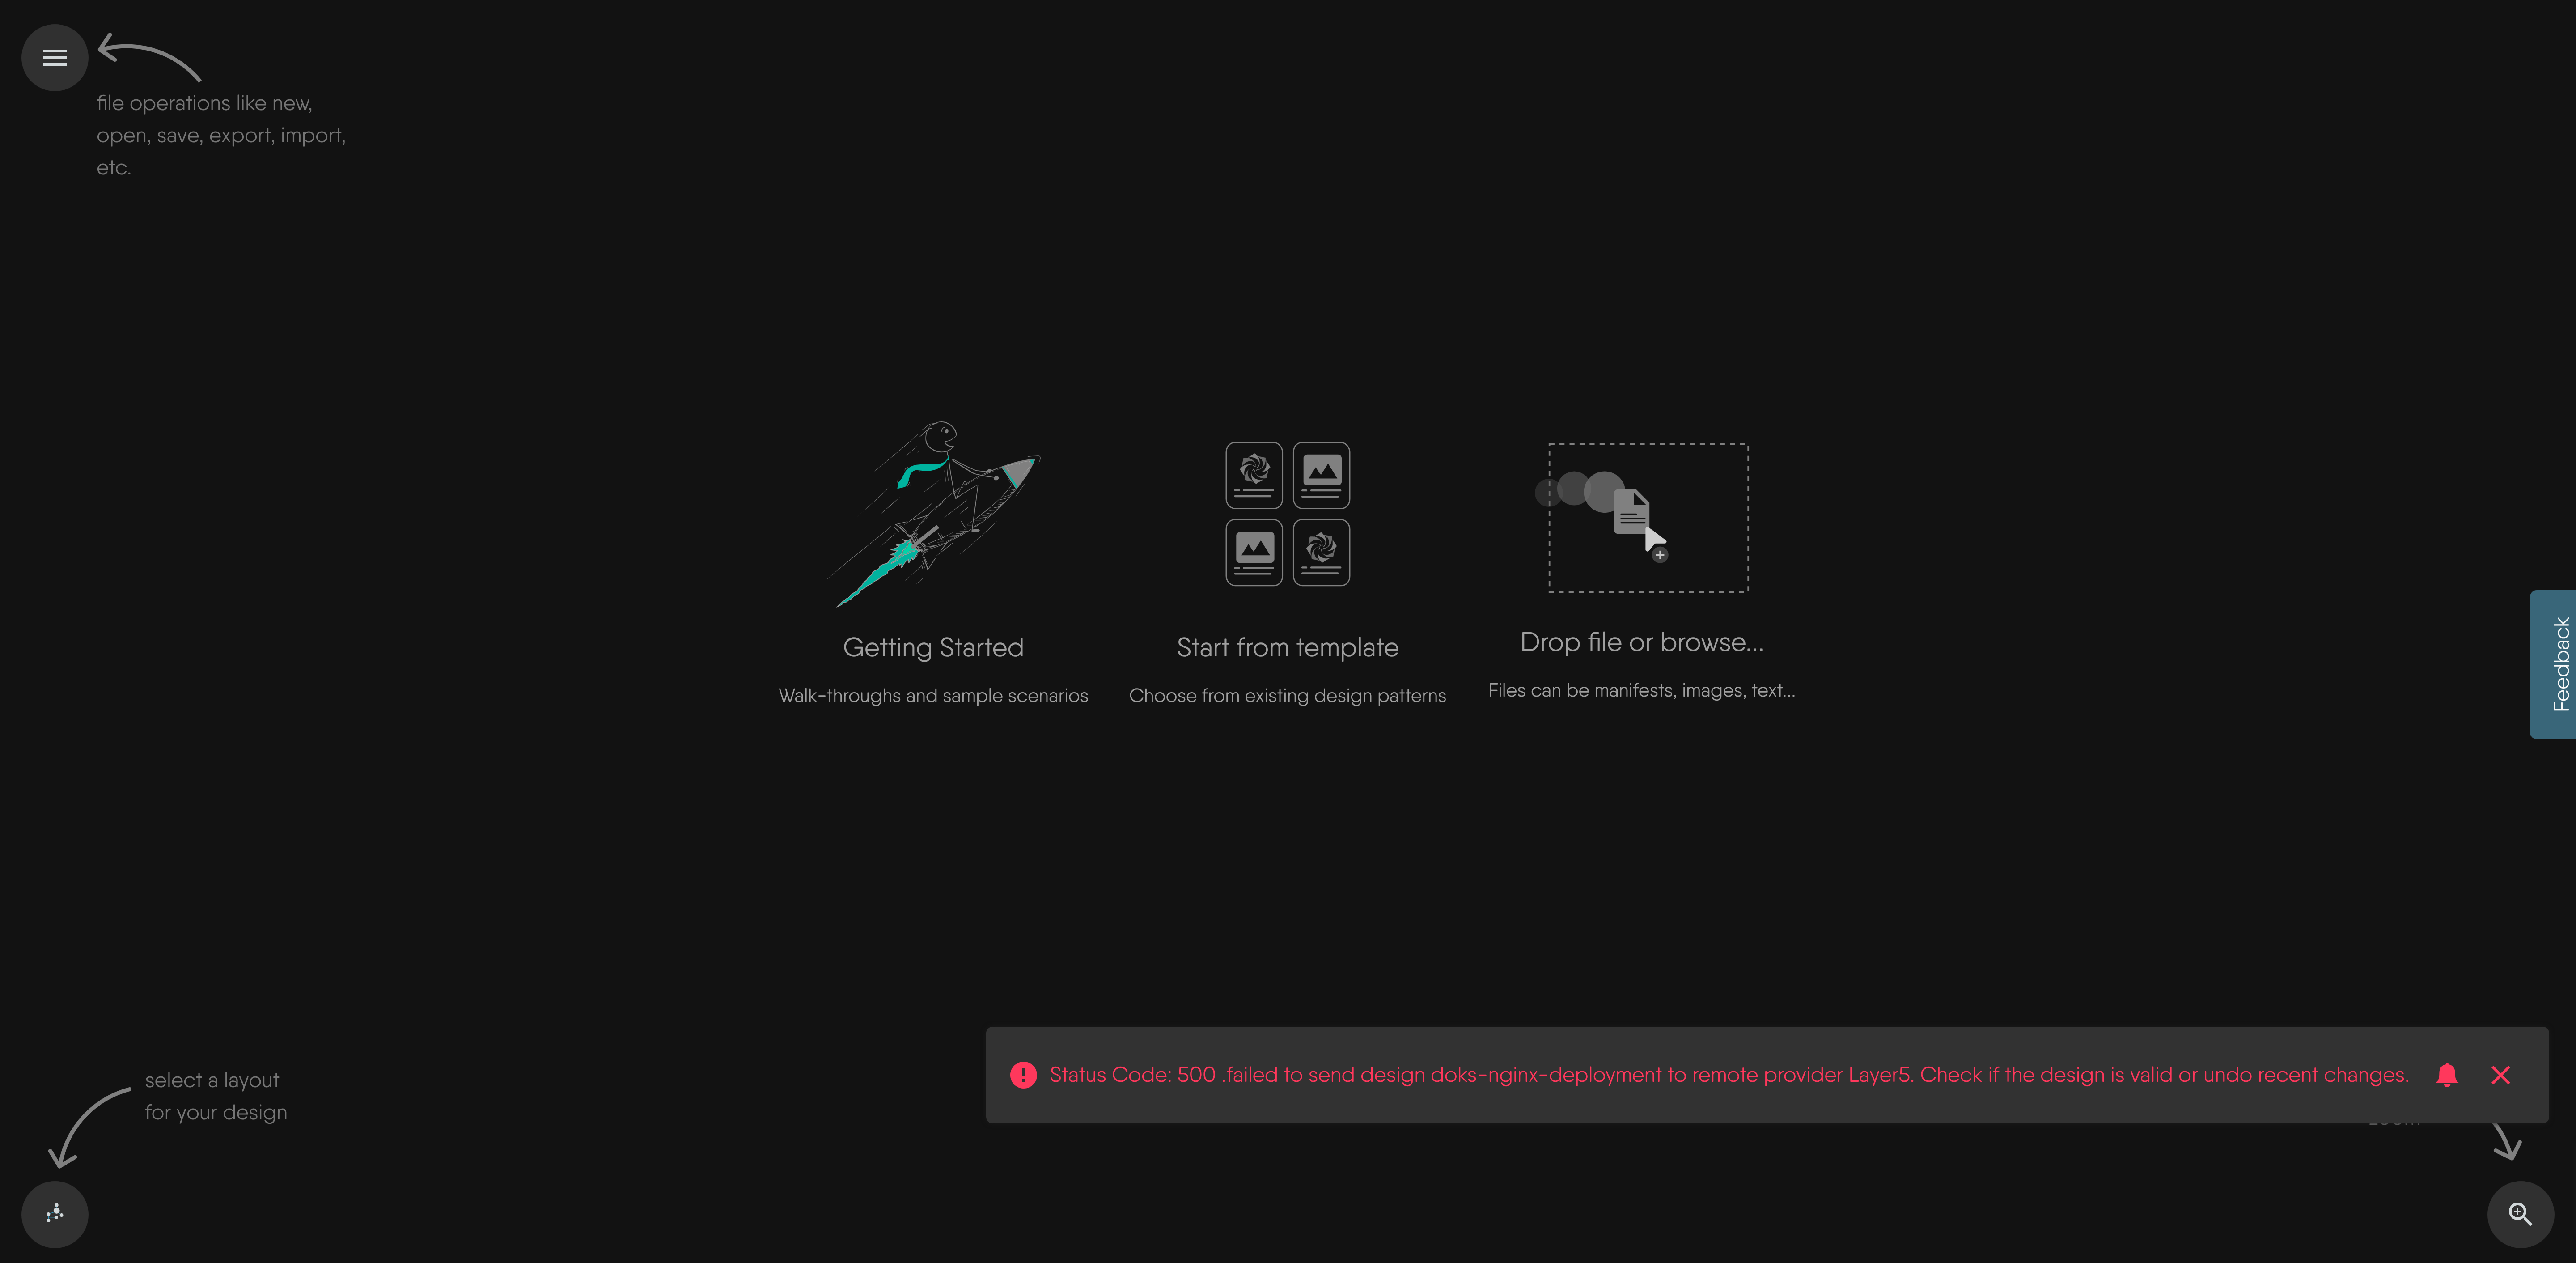 file operations like new,
open, save, export, import,
etc.
Getting Started
Walk-throughs and sample scenarios
Start from template
Choose from existing design patterns
Drop file or browse...
Files can be manifests, images, text...
Feedback
Status Code: 500 .failed to send design doks-nginx-deployment to remote provider Layer5. Check if the design is valid or undo recent changes.
select a layout
for your design